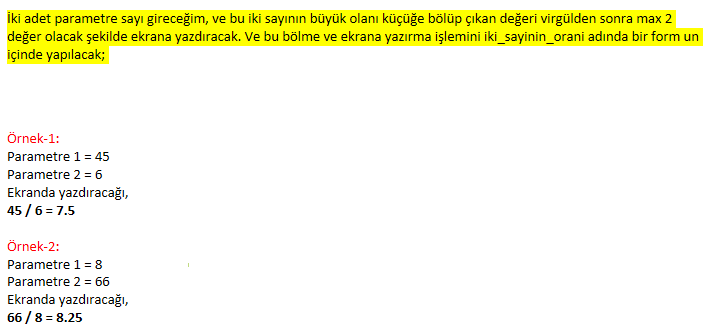 İki adet parametre sayı gireceğim, ve bu iki sayının büyük olanı küçüğe bölüp çıkan değeri virgülden sonra max 2
değer olacak şekilde ekrana yazdıracak. Ve bu bölme ve ekrana yazırma işlemini iki_sayinin_orani adında bir form un
içinde yapılacak;
Örnek-1:
Parametre 1 = 45
Parametre 2 = 6
Ekranda yazdıracağı,
45 / 6 = 7.5
Örnek-2:
Parametre 1 = 8
Parametre 2 = 66
Ekranda yazdıracağı,
66 / 8 = 8.25